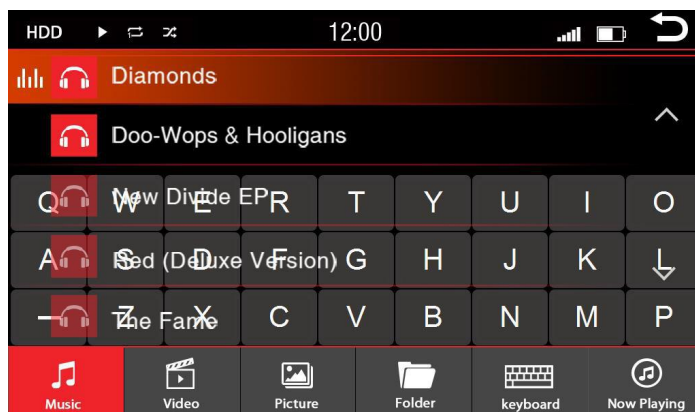 HDD 12:00
Diamonds
Doo-Wops & Hooligans
New Divide EP
Q W E R T Y U I O
Red (Deluxe Version)
A S D F G H J K L
The Fame
Z X C V B N M P
Music Video Picture Folder keyboard Now Playing